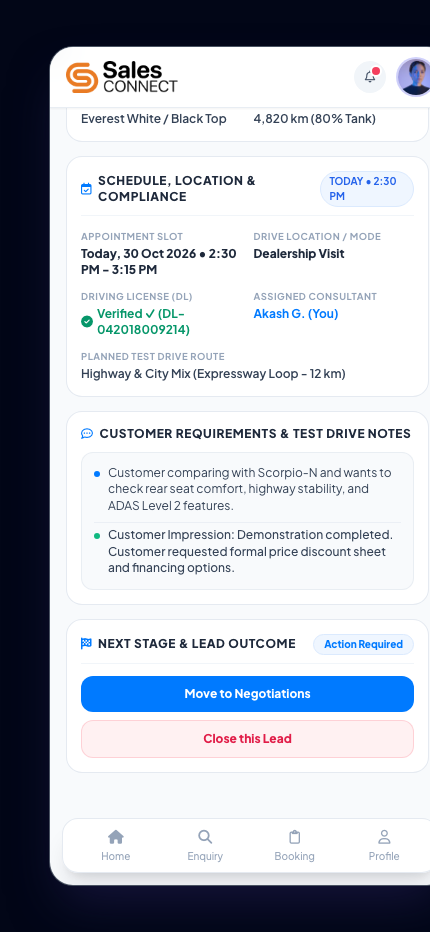 Sales
CONNECT
Everest White / Black Top
4,820 km (80% Tank)
SCHEDULE, LOCATION &
COMPLIANCE
TODAY • 2:30
PM
APPOINTMENT SLOT
DRIVE LOCATION / MODE
Today, 30 Oct 2026 • 2:30
PM – 3:15 PM
Dealership Visit
DRIVING LICENSE (DL)
ASSIGNED CONSULTANT
Verified ✓ (DL-
042018009214)
Akash G. (You)
PLANNED TEST DRIVE ROUTE
Highway & City Mix (Expressway Loop - 12 km)
CUSTOMER REQUIREMENTS & TEST DRIVE NOTES
Customer comparing with Scorpio-N and wants to
check rear seat comfort, highway stability, and
ADAS Level 2 features.
Customer Impression: Demonstration completed.
Customer requested formal price discount sheet
and financing options.
NEXT STAGE & LEAD OUTCOME
Action Required
Move to Negotiations
Close this Lead
Home
Enquiry
Booking
Profile